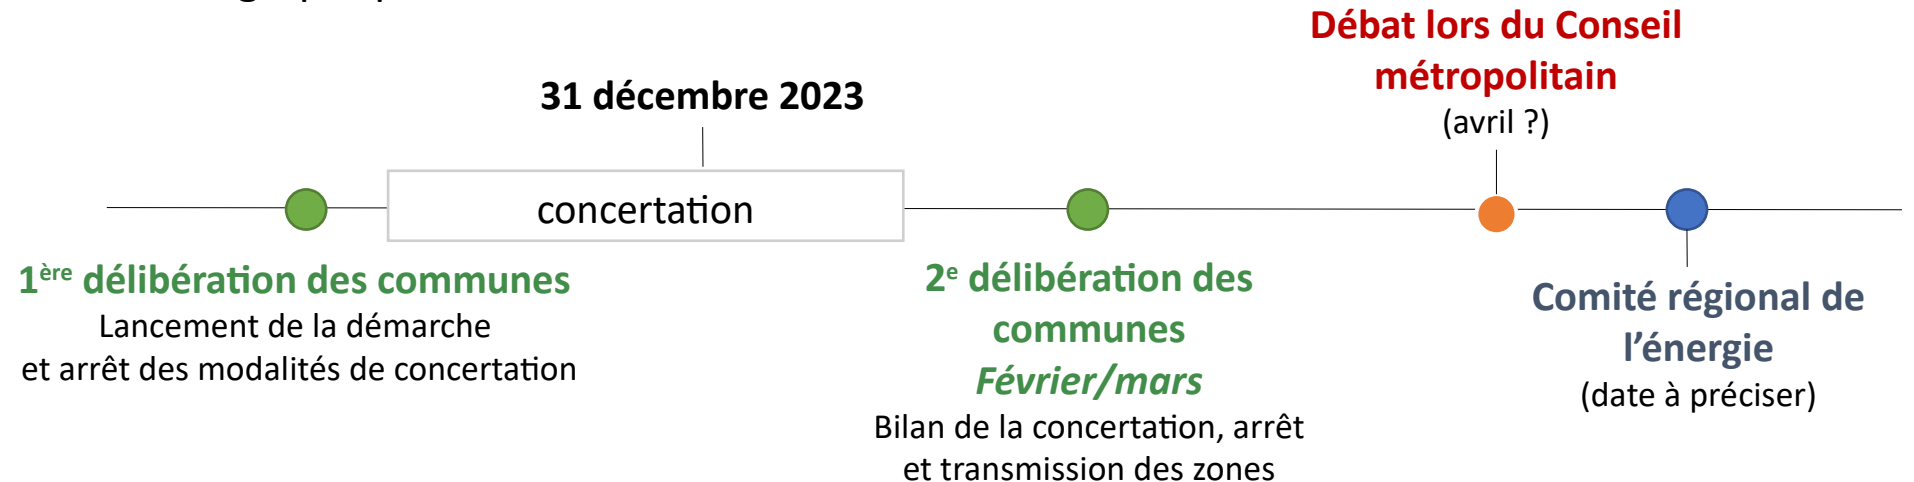 Débat lors du Conseil
métropolitain
(avril ?)
31 décembre 2023
concertation
1ère délibération des communes
Lancement de la démarche
et arrêt des modalités de concertation
2e délibération des
communes
Février/mars
Bilan de la concertation, arrêt
et transmission des zones
Comité régional de
l’énergie
(date à préciser)